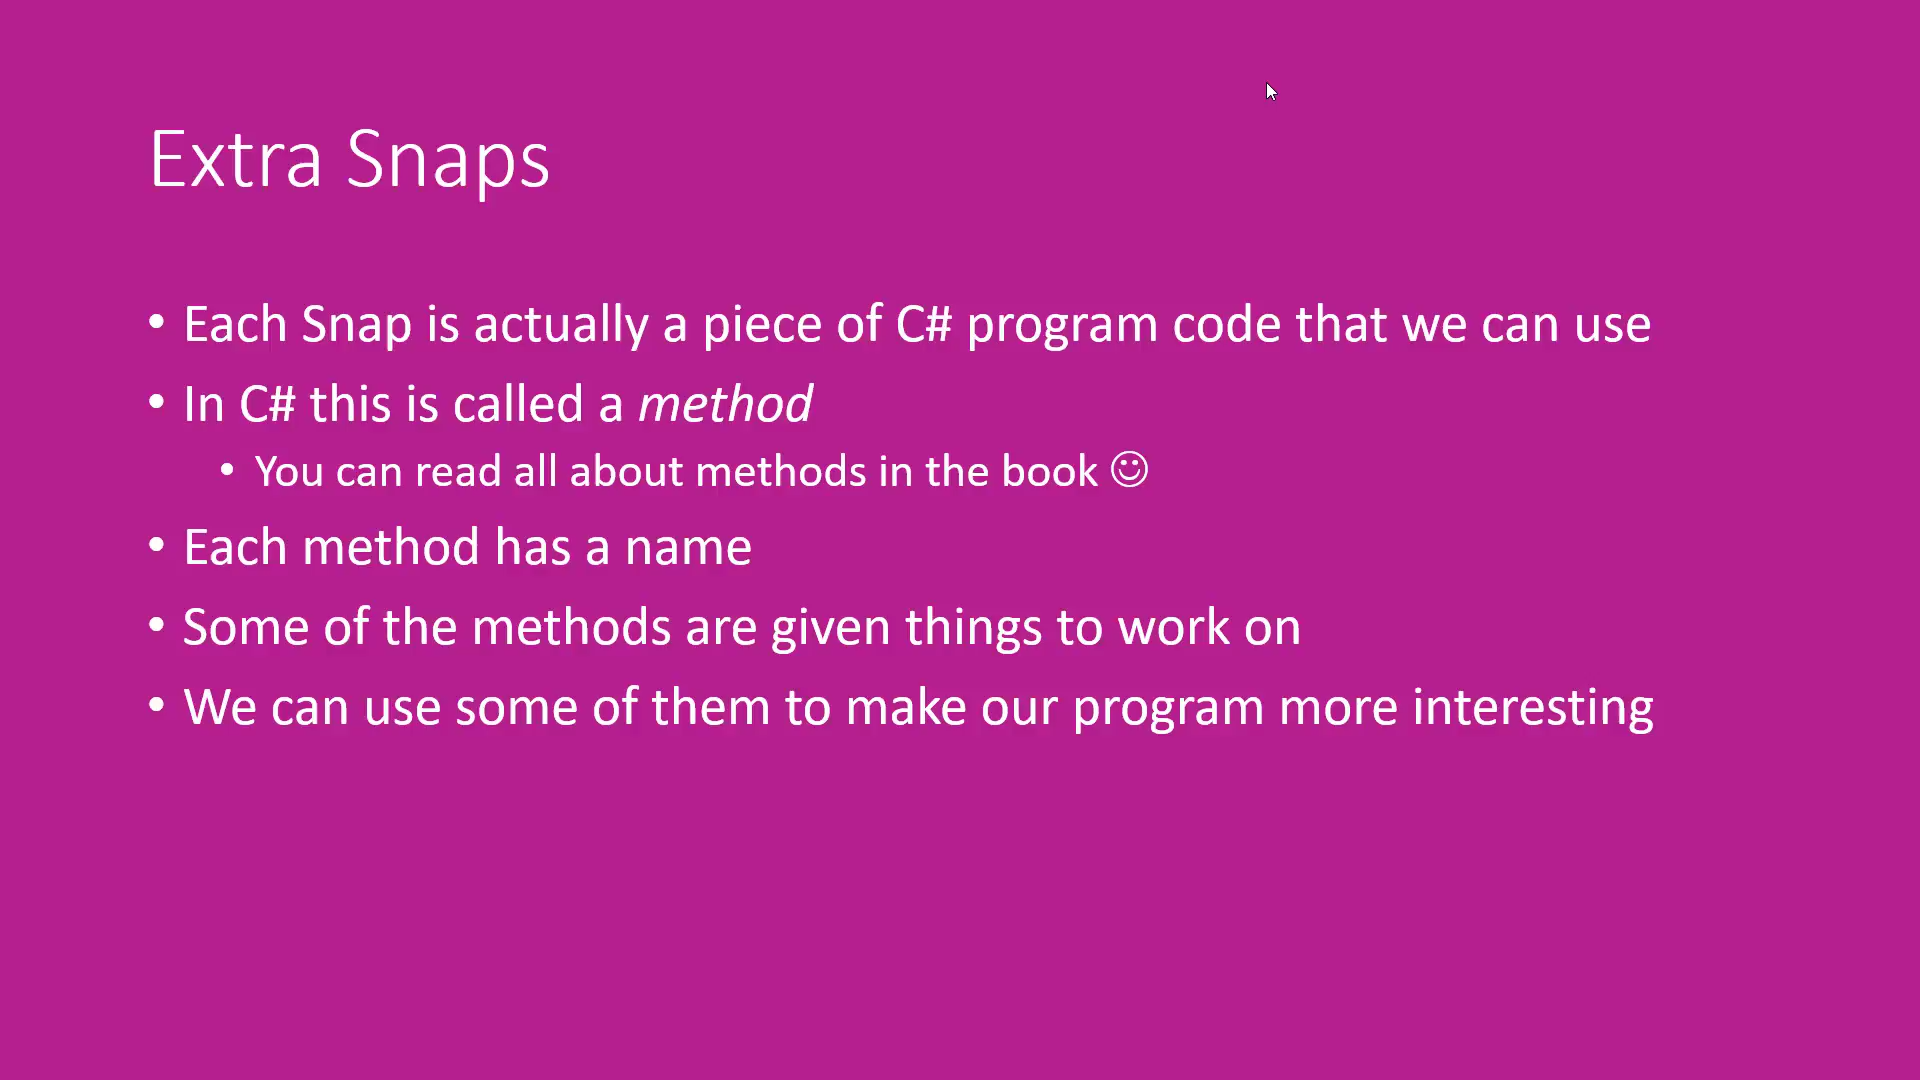 Extra Snaps
• Each Snap is actually a piece of C# program code that we can use
• In C# this is called a method
• You can read all about methods in the book ☺
• Each method has a name
• Some of the methods are given things to work on
• We can use some of them to make our program more interesting